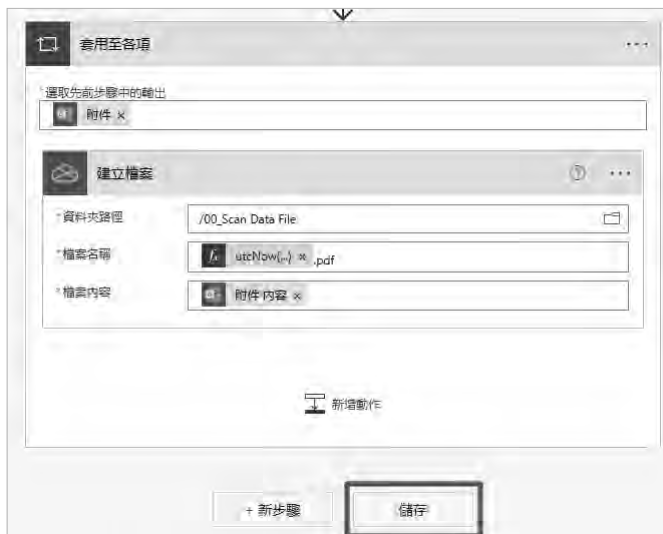 套用至各項
*選取先前步驟中的輸出
附件 ×
建立檔案
*資料夾路徑
/00_Scan Data File
*檔案名稱
fx utcNow(...) × .pdf
*檔案內容
附件 內容 ×
新增動作
+ 新步驟
儲存